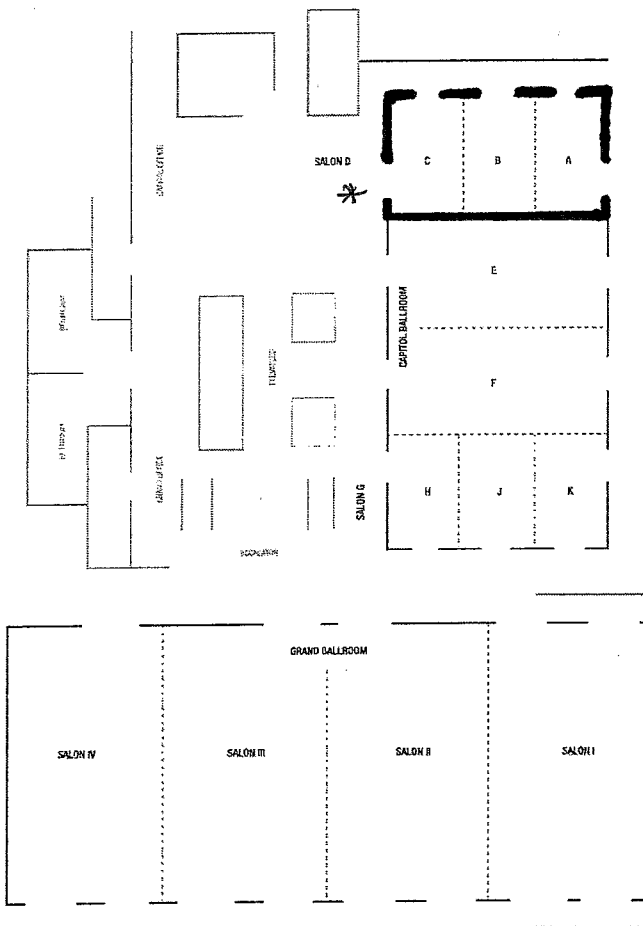 SALON D
C
B
A
E
CAPITOL BALLROOM
F
SALON G
H
J
K
GRAND BALLROOM
SALON IV
SALON III
SALON II
SALON I